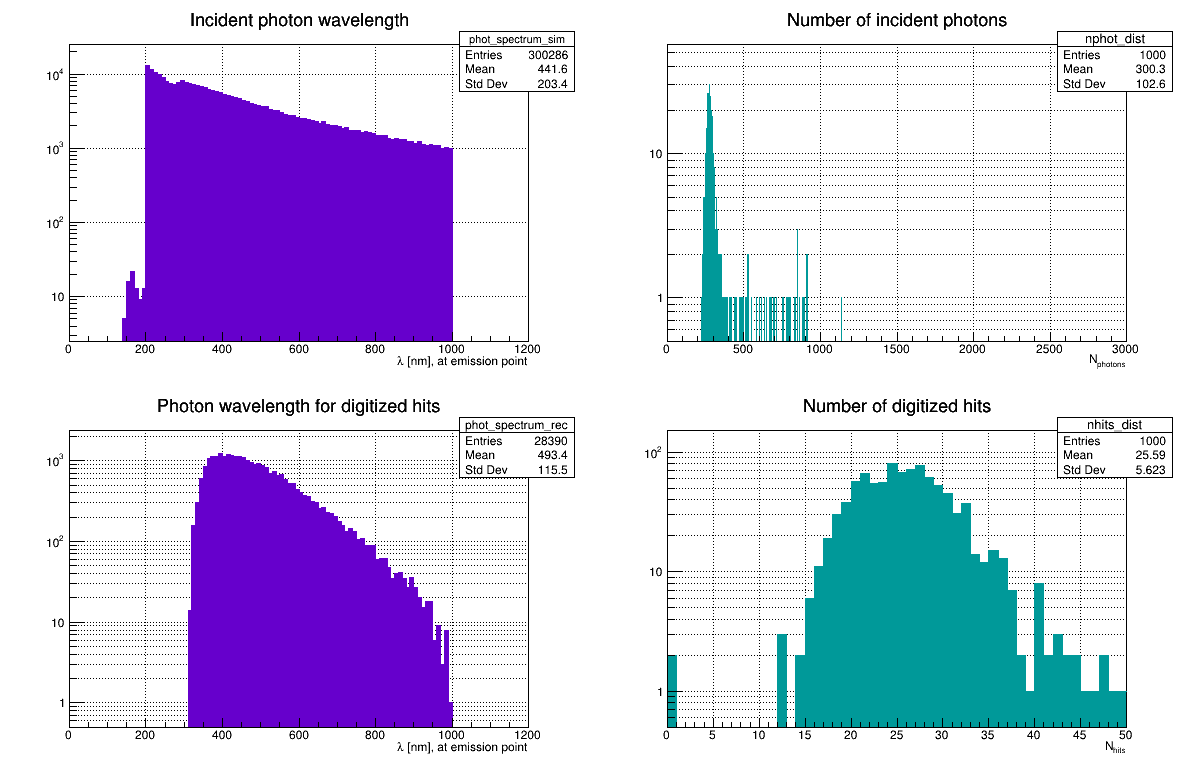 Incident photon wavelength
phot_spectrum_sim
Entries 300286
Mean 441.6
Std Dev 203.4
10⁴
10³
10²
10
0 200 400 600 800 1000 1200
λ [nm], at emission point
Number of incident photons
nphot_dist
Entries 1000
Mean 300.3
Std Dev 102.6
10
1
0 500 1000 1500 2000 2500 3000
N_photons
Photon wavelength for digitized hits
phot_spectrum_rec
Entries 28390
Mean 493.4
Std Dev 115.5
10³
10²
10
1
0 200 400 600 800 1000 1200
λ [nm], at emission point
Number of digitized hits
nhits_dist
Entries 1000
Mean 25.59
Std Dev 5.623
10²
10
1
0 5 10 15 20 25 30 35 40 45 50
N_hits